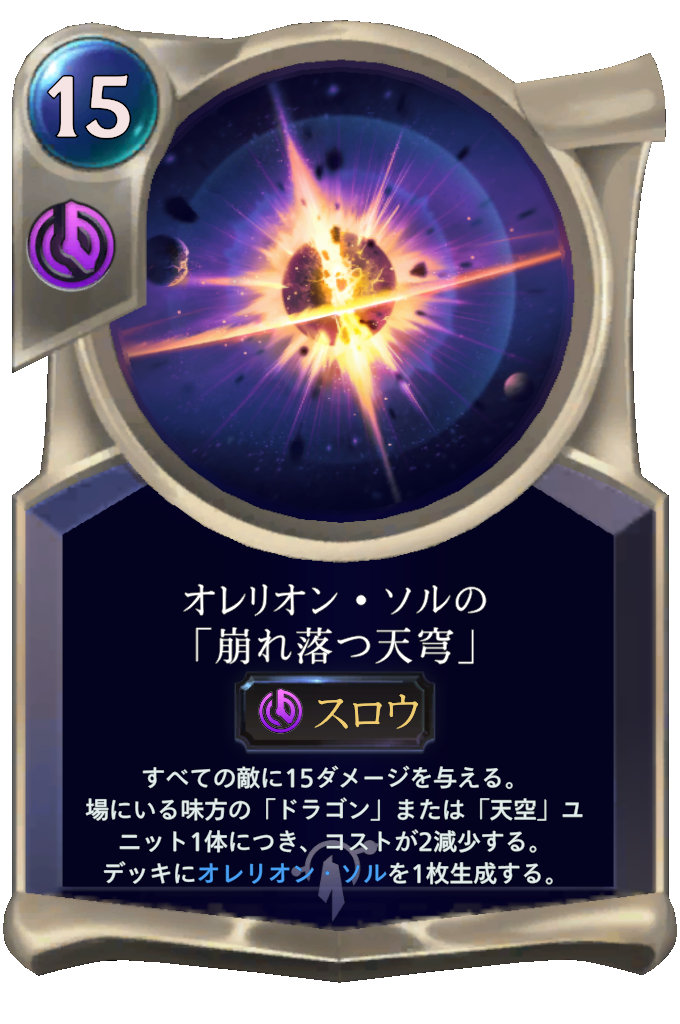 15
オレリオン・ソルの
「崩れ落つ天穹」
スロウ
すべての敵に15ダメージを与える。
場にいる味方の「ドラゴン」または「天空」ユ
ニット1体につき、コストが2減少する。
デッキにオレリオン・ソルを1枚生成する。